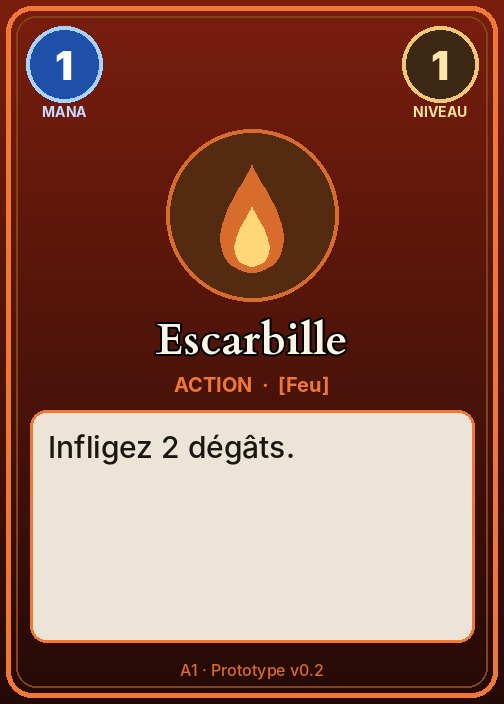 1
1
MANA
NIVEAU
Escarbille
ACTION · [Feu]
Infligez 2 dégâts.
A1 · Prototype v0.2